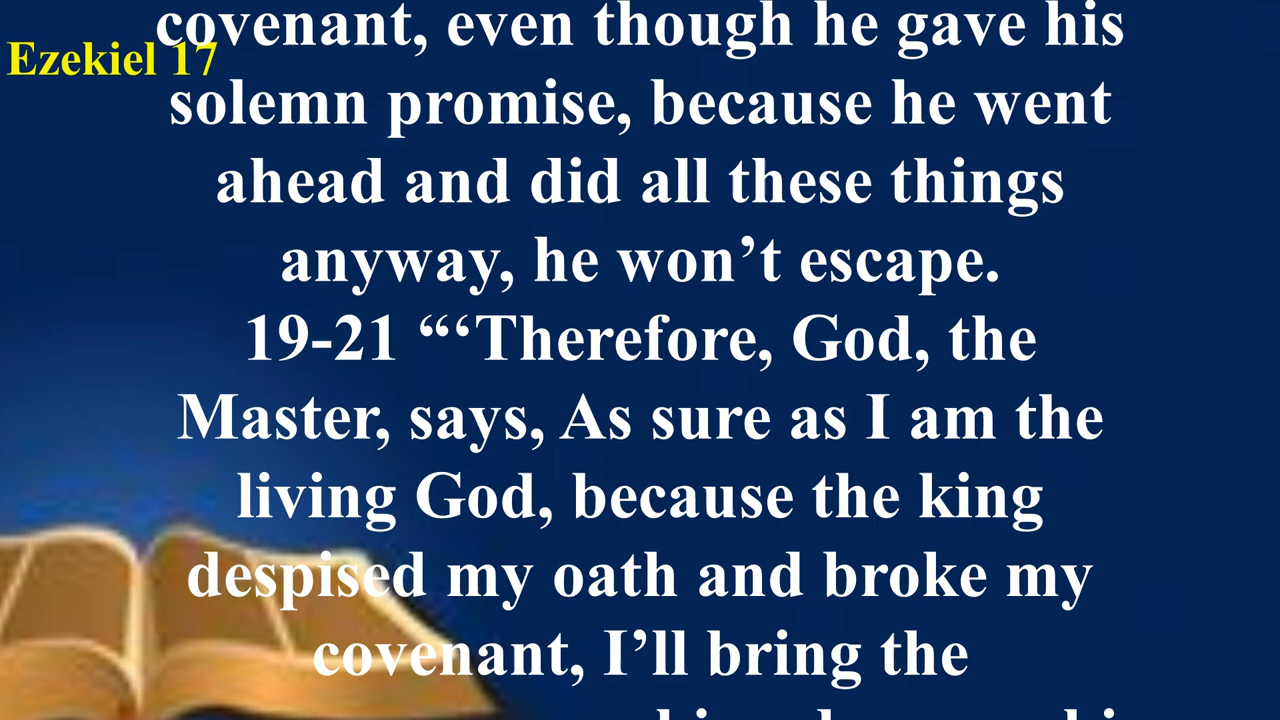 Ezekiel 17
covenant, even though he gave his
solemn promise, because he went
ahead and did all these things
anyway, he won’t escape.
19-21 “‘Therefore, God, the
Master, says, As sure as I am the
living God, because the king
despised my oath and broke my
covenant, I’ll bring the